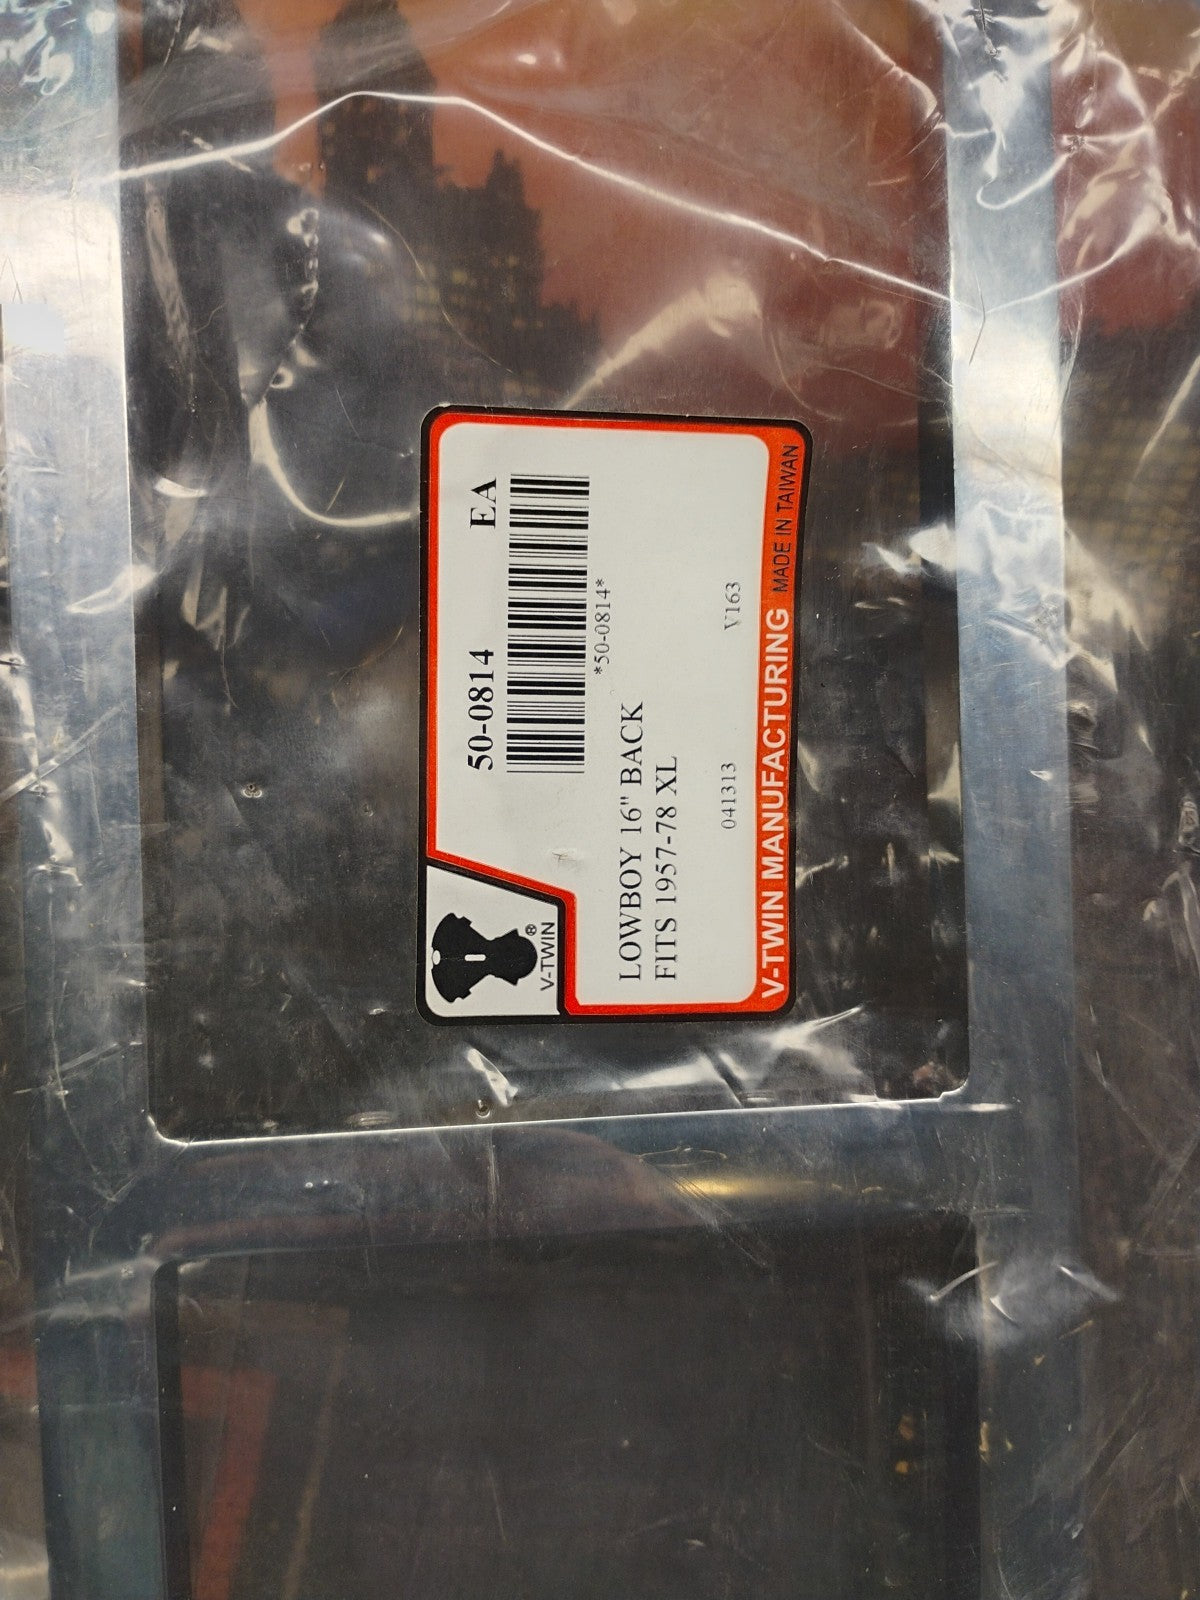 50-0814 EA
*50-0814*
LOWBOY 16" BACK
FITS 1957-78 XL
041313 V163
V-TWIN®
V-TWIN MANUFACTURING MADE IN TAIWAN